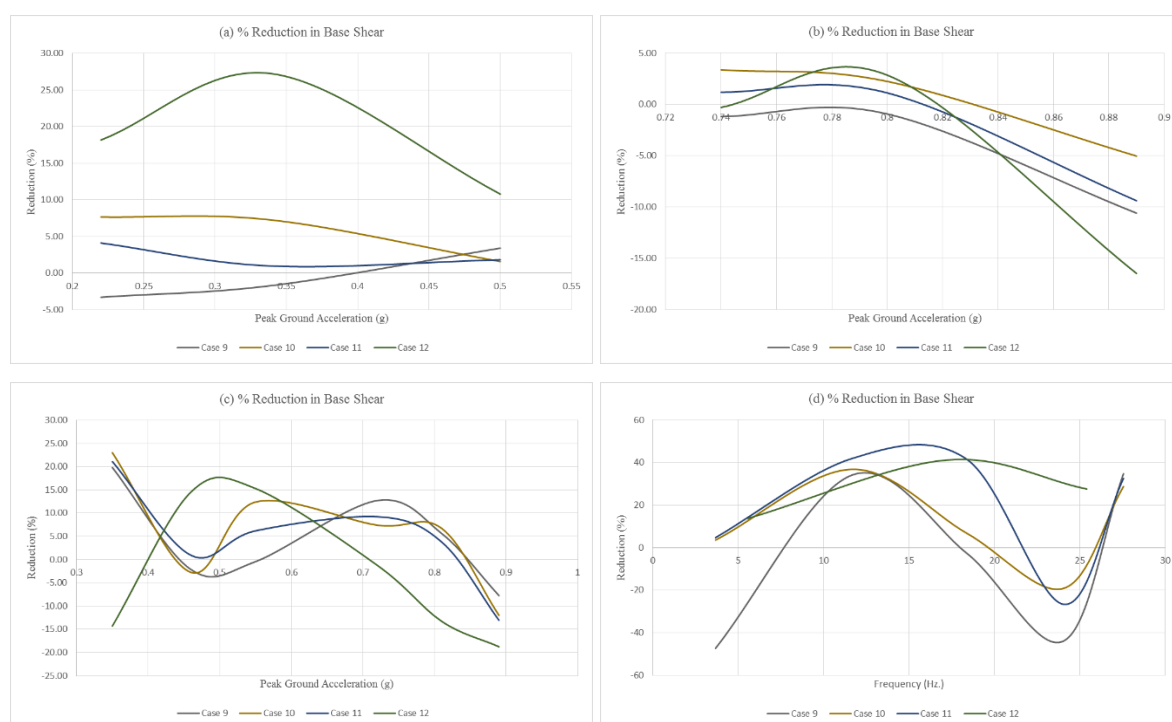 (a) % Reduction in Base Shear
30.00
25.00
20.00
15.00
10.00
5.00
0.00
-5.00
0.2 0.25 0.3 0.35 0.4 0.45 0.5 0.55
Reduction (%)
Peak Ground Acceleration (g)
Case 9 Case 10 Case 11 Case 12
(b) % Reduction in Base Shear
5.00
0.00
-5.00
-10.00
-15.00
-20.00
0.72 0.74 0.76 0.78 0.8 0.82 0.84 0.86 0.88 0.9
Reduction (%)
Peak Ground Acceleration (g)
Case 9 Case 10 Case 11 Case 12
(c) % Reduction in Base Shear
30.00
25.00
20.00
15.00
10.00
5.00
0.00
-5.00
-10.00
-15.00
-20.00
-25.00
0.3 0.4 0.5 0.6 0.7 0.8 0.9 1
Reduction (%)
Peak Ground Acceleration (g)
Case 9 Case 10 Case 11 Case 12
(d) % Reduction in Base Shear
60
40
20
0
-20
-40
-60
0 5 10 15 20 25 30
Reduction (%)
Frequency (Hz.)
Case 9 Case 10 Case 11 Case 12